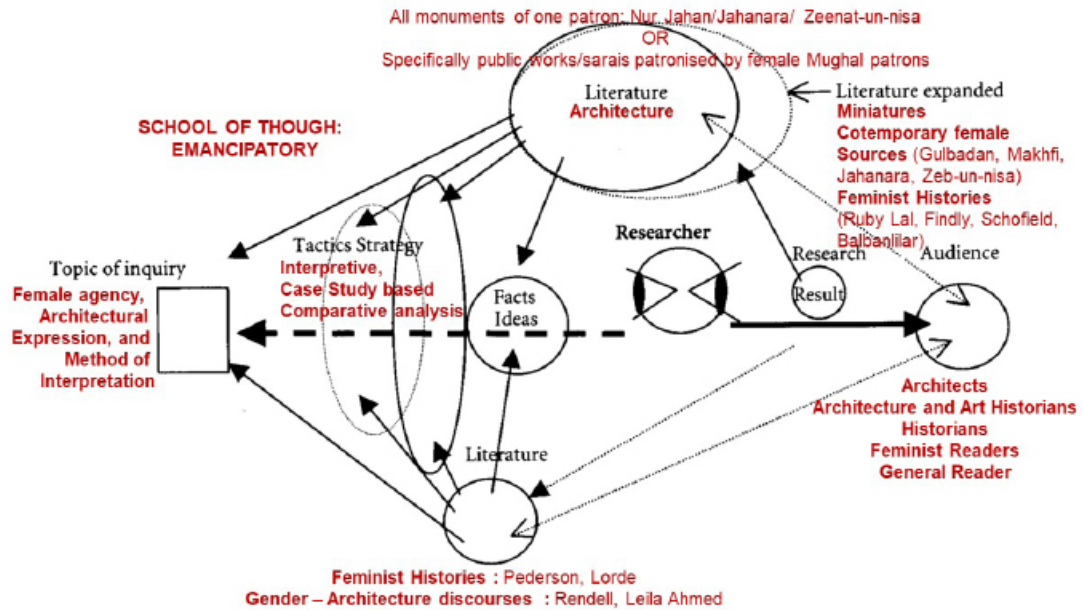 All monuments of one patron: Nur Jahan/Jahanara/ Zeenat-un-nisa
OR
Specifically public works/sarais patronised by female Mughal patrons
Literature
Architecture
Literature expanded
Miniatures
Cotemporary female
Sources (Gulbadan, Makhfi,
Jahanara, Zeb-un-nisa)
Feminist Histories
(Ruby Lal, Findly, Schofield,
Balbanlilar)
SCHOOL OF THOUGH:
EMANCIPATORY
Topic of inquiry
Female agency,
Architectural
Expression, and
Method of
Interpretation
Tactics Strategy
Interpretive,
Case Study based
Comparative analysis
Facts
Ideas
Researcher
Research
Result
Audience
Architects
Architecture and Art Historians
Historians
Feminist Readers
General Reader
Literature
Feminist Histories : Pederson, Lorde
Gender – Architecture discourses : Rendell, Leila Ahmed